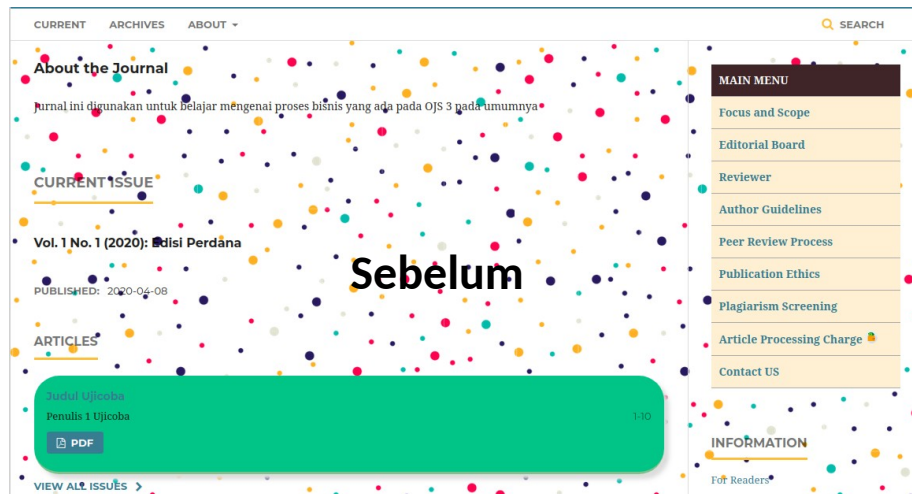 CURRENT ARCHIVES ABOUT
SEARCH
About the Journal
Jurnal ini digunakan untuk belajar mengenai proses bisnis yang ada pada OJS 3 pada umumnya
CURRENT ISSUE
Vol. 1 No. 1 (2020): Edisi Perdana
PUBLISHED: 2020-04-08
Sebelum
ARTICLES
Judul Ujicoba
Penulis 1 Ujicoba 1-10
PDF
VIEW ALL ISSUES
MAIN MENU
Focus and Scope
Editorial Board
Reviewer
Author Guidelines
Peer Review Process
Publication Ethics
Plagiarism Screening
Article Processing Charge
Contact US
INFORMATION
For Readers